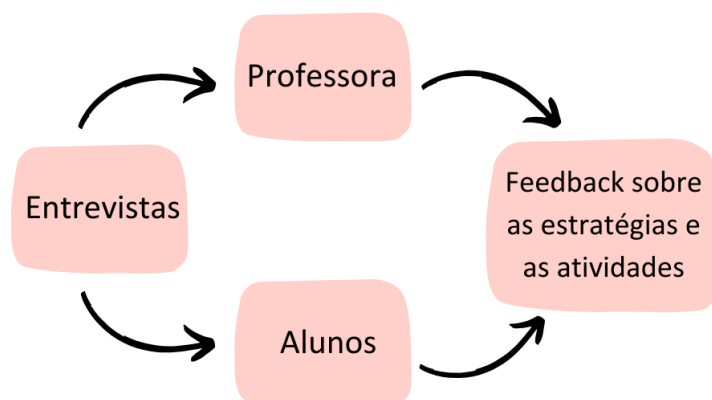 Professora
Entrevistas
Feedback sobre
as estratégias e
as atividades
Alunos